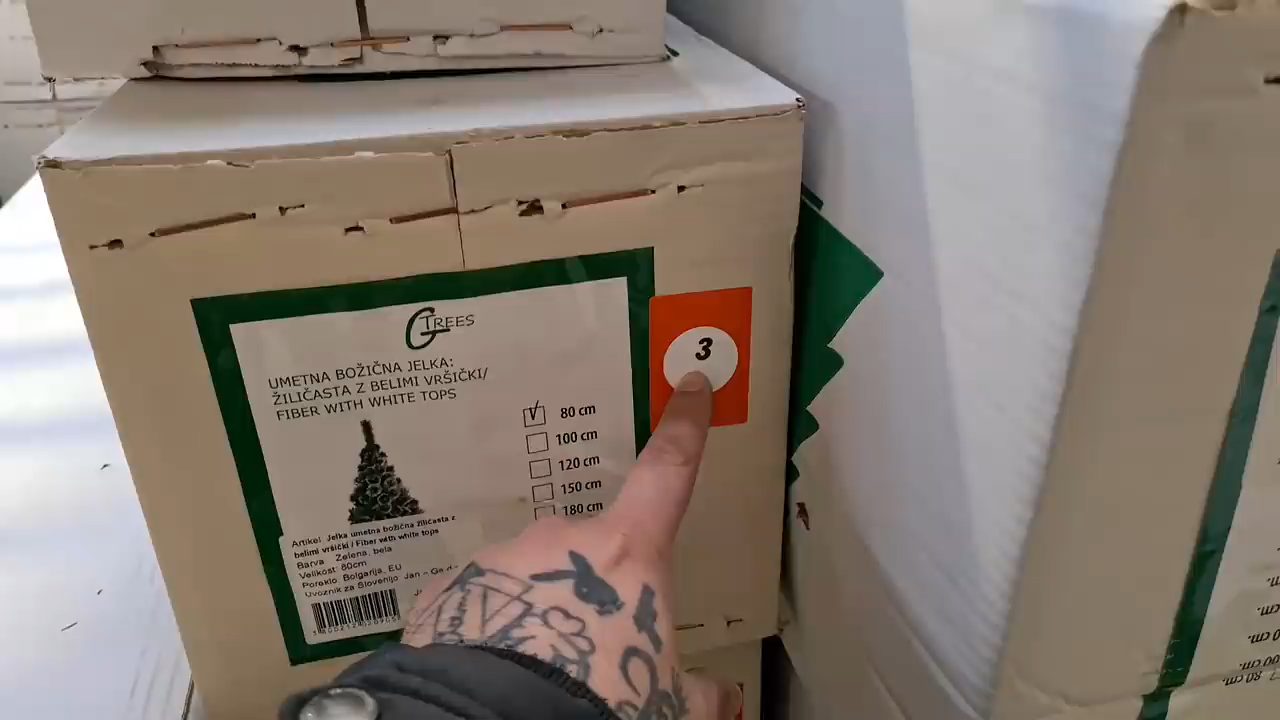 G TREES
UMETNA BOŽIČNA JELKA:
ŽILIČASTA Z BELIMI VRŠIČKI/
FIBER WITH WHITE TOPS
80 cm
100 cm
120 cm
150 cm
180 cm
3
Artikel Jelka umetna božična žiličasta z
belimi vršički / Fiber with white tops
Barva Zelena, bela
Velikost: 80cm
Poreklo Bolgarija, EU
Uvoznik za Slovenijo Jan – Ga d